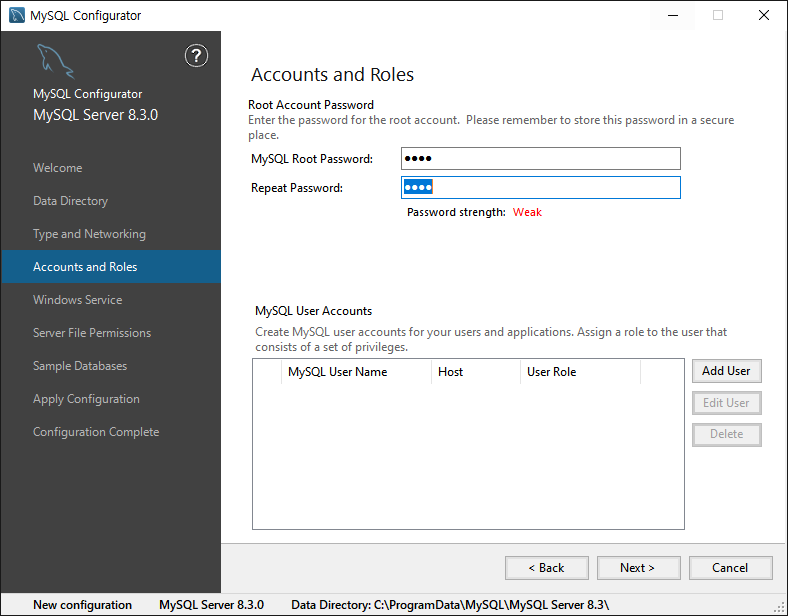 MySQL Configurator
MySQL Configurator
MySQL Server 8.3.0
?
Welcome
Data Directory
Type and Networking
Accounts and Roles
Windows Service
Server File Permissions
Sample Databases
Apply Configuration
Configuration Complete
Accounts and Roles
Root Account Password
Enter the password for the root account.  Please remember to store this password in a secure
place.
MySQL Root Password: ●●●●
Repeat Password: ●●●●
Password strength: Weak
MySQL User Accounts
Create MySQL user accounts for your users and applications. Assign a role to the user that
consists of a set of privileges.
MySQL User Name Host User Role
Add User
Edit User
Delete
< Back Next > Cancel
New configuration MySQL Server 8.3.0 Data Directory: C:\ProgramData\MySQL\MySQL Server 8.3\